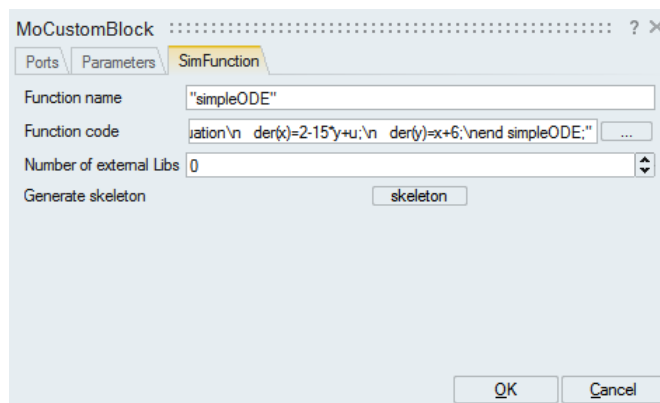 MoCustomBlock ? ×
Ports Parameters SimFunction
Function name "simpleODE"
Function code uation\n der(x)=2-15*y+u;\n der(y)=x+6;\nend simpleODE;" ...
Number of external Libs 0
Generate skeleton skeleton
OK Cancel